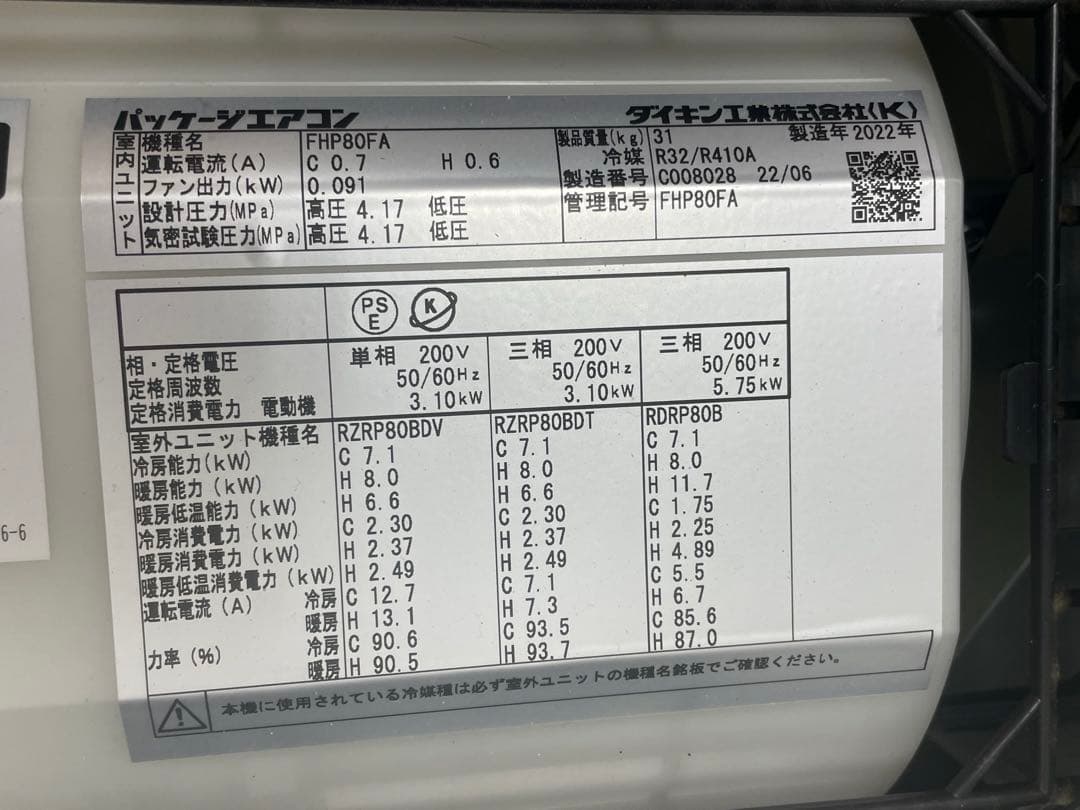 パッケージエアコン ダイキン工業株式会社(K)
室内ユニット
機種名 FHP80FA 製品質量(kg) 31 製造年 2022年
運転電流(A) C 0.7 H 0.6 冷媒 R32/R410A
ファン出力(kW) 0.091 製造番号 C008028 22/06
設計圧力(MPa) 高圧 4.17 低圧 管理記号 FHP80FA
気密試験圧力(MPa) 高圧 4.17 低圧
PS E K
相・定格電圧 単相 200V 三相 200V 三相 200V
定格周波数 50/60Hz 50/60Hz 50/60Hz
定格消費電力 電動機 3.10kW 3.10kW 5.75kW
室外ユニット機種名 RZRP80BDV RZRP80BDT RDRP80B
冷房能力(kW) C 7.1 C 7.1 C 7.1
暖房能力(kW) H 8.0 H 8.0 H 8.0
暖房低温能力(kW) H 6.6 H 6.6 H 11.7
冷房消費電力(kW) C 2.30 C 2.30 C 1.75
暖房消費電力(kW) H 2.37 H 2.37 H 2.25
暖房低温消費電力(kW) H 2.49 H 2.49 H 4.89
運転電流(A) 冷房 C 12.7 C 7.1 C 5.5
暖房 H 13.1 H 7.3 H 6.7
力率(%) 冷房 C 90.6 C 93.5 C 85.6
暖房 H 90.5 H 93.7 H 87.0
本機に使用されている冷媒種は必ず室外ユニットの機種名銘板でご確認ください。
6-6